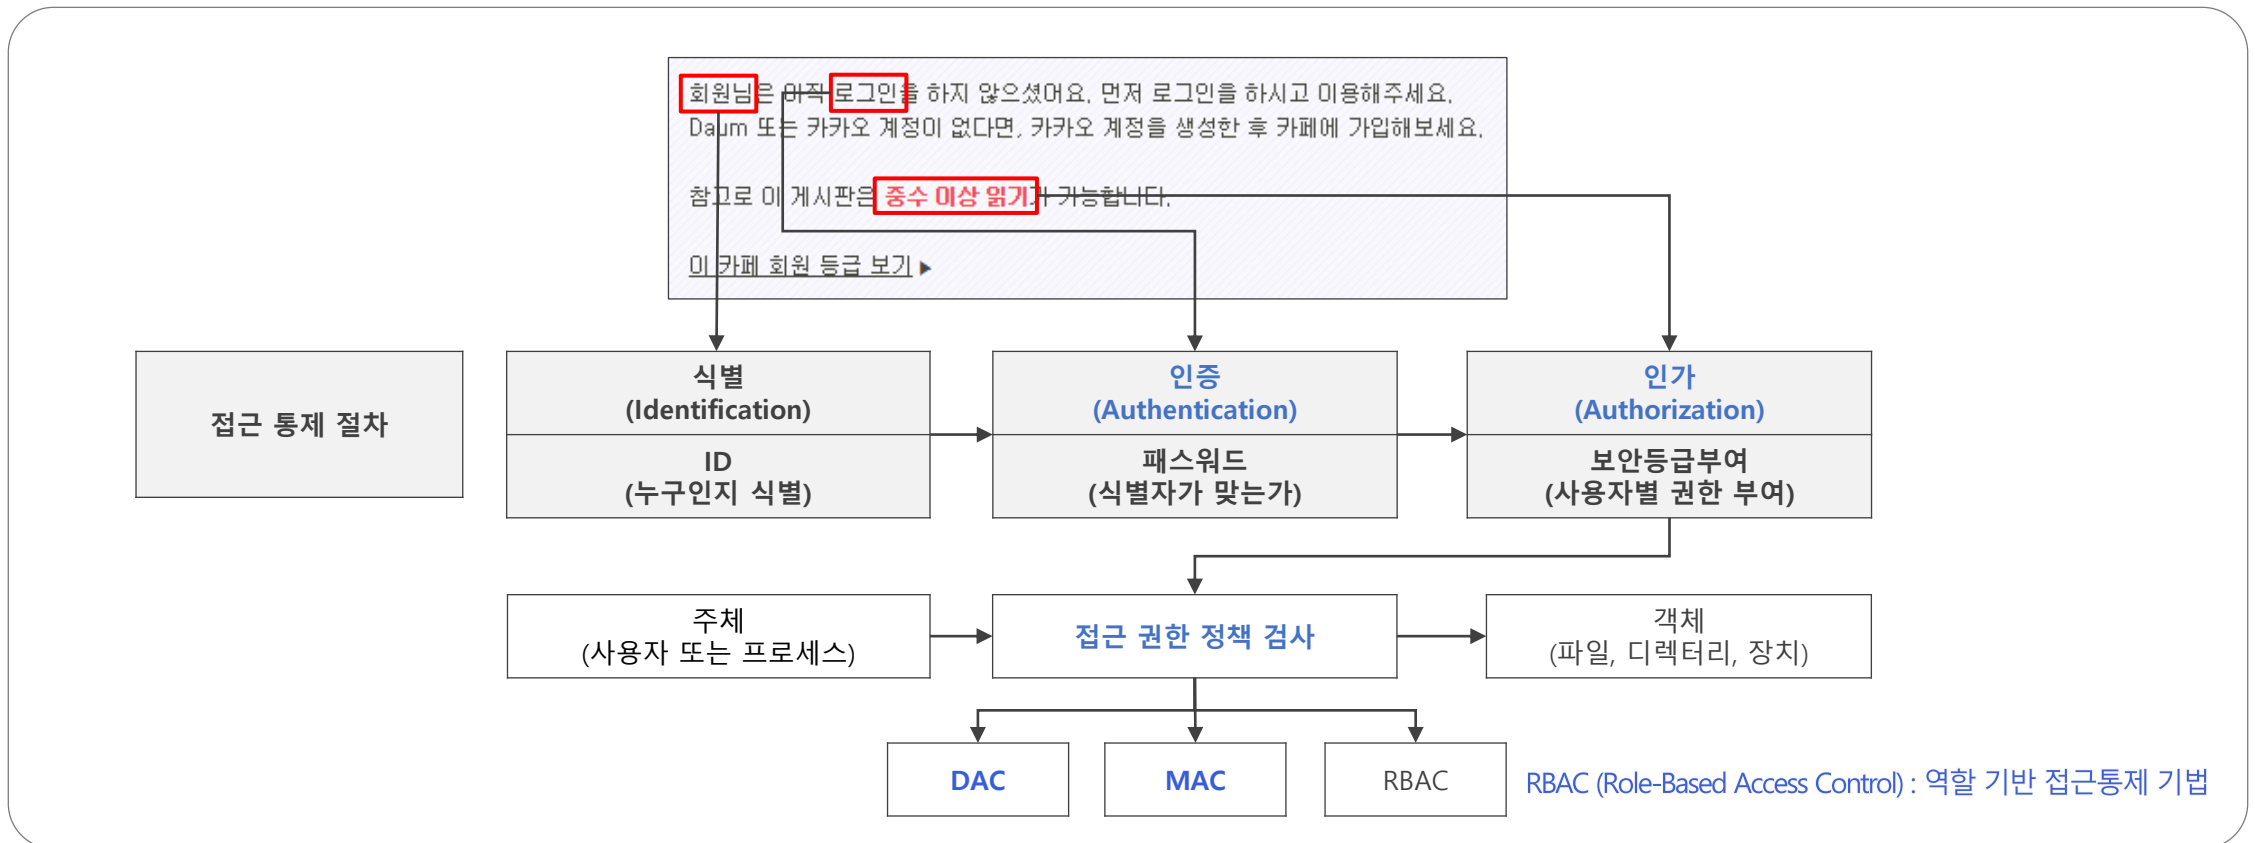 회원님은 아직 로그인을 하지 않으셨어요. 먼저 로그인을 하시고 이용해주세요.
Daum 또는 카카오 계정이 없다면, 카카오 계정을 생성한 후 카페에 가입해보세요.
참고로 이 게시판은 중수 이상 읽기가 가능합니다.
이 카페 회원 등급 보기 ▶
접근 통제 절차
식별
(Identification)
ID
(누구인지 식별)
인증
(Authentication)
패스워드
(식별자가 맞는가)
인가
(Authorization)
보안등급부여
(사용자별 권한 부여)
주체
(사용자 또는 프로세스)
접근 권한 정책 검사
객체
(파일, 디렉터리, 장치)
DAC
MAC
RBAC
RBAC (Role-Based Access Control) : 역할 기반 접근통제 기법